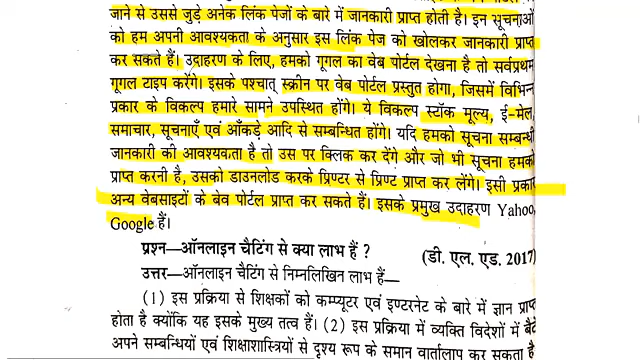 जाने से उससे जुड़े अनेक लिंक पेजों के बारे में जानकारी प्राप्त होती है। इन सूचनाओं
को हम अपनी आवश्यकता के अनुसार इस लिंक पेज को खोलकर जानकारी प्राप्त
कर सकते हैं। उदाहरण के लिए, हमको गूगल का वेब पोर्टल देखना है तो सर्वप्रथम
गूगल टाइप करेंगे। इसके पश्चात् स्क्रीन पर वेब पोर्टल प्रस्तुत होगा, जिसमें विभिन्न
प्रकार के विकल्प हमारे सामने उपस्थित होंगे। ये विकल्प स्टॉक मूल्य, ई-मेल,
समाचार, सूचनाएँ एवं आँकड़े आदि से सम्बन्धित होंगे। यदि हमको सूचना सम्बन्धी
जानकारी की आवश्यकता है तो उस पर क्लिक कर देंगे और जो भी सूचना हमको
प्राप्त करनी है, उसको डाउनलोड करके प्रिण्टर से प्रिण्ट प्राप्त कर लेंगे। इसी प्रकार
अन्य वेबसाइटों के बेव पोर्टल प्राप्त कर सकते हैं। इसके प्रमुख उदाहरण Yahoo,
Google हैं।
प्रश्न—ऑनलाइन चैटिंग से क्या लाभ हैं ? (डी. एल. एड. 2017)
उत्तर—ऑनलाइन चैटिंग से निम्नलिखिन लाभ हैं—
(1) इस प्रक्रिया से शिक्षकों को कम्प्यूटर एवं इण्टरनेट के बारे में ज्ञान प्राप्त
होता है क्योंकि यह इसके मुख्य तत्व हैं। (2) इस प्रक्रिया में व्यक्ति विदेशों में बैठे
अपने सम्बन्धियों एवं शिक्षाशास्त्रियों से दृश्य रूप के समान वार्तालाप कर सकता है